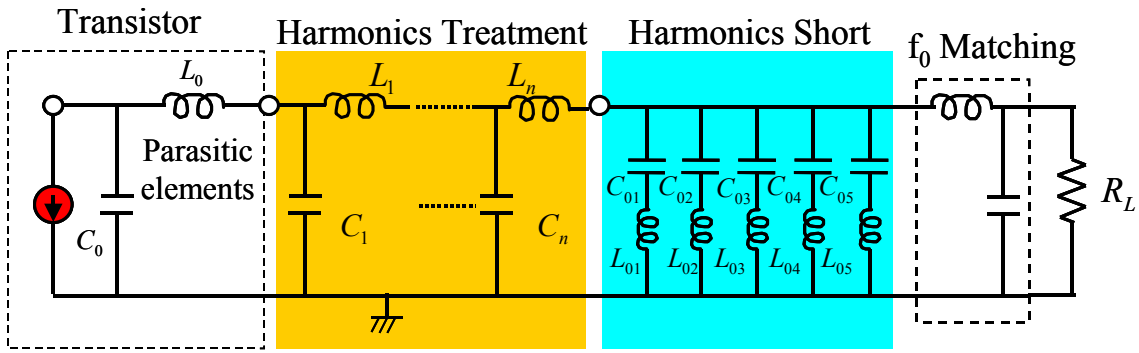 Transistor
Harmonics Treatment
Harmonics Short
f₀ Matching
L₀
L₁
Lₙ
Parasitic
elements
C₀
C₁
Cₙ
C₀₁
C₀₂
C₀₃
C₀₄
C₀₅
L₀₁
L₀₂
L₀₃
L₀₄
L₀₅
R_L